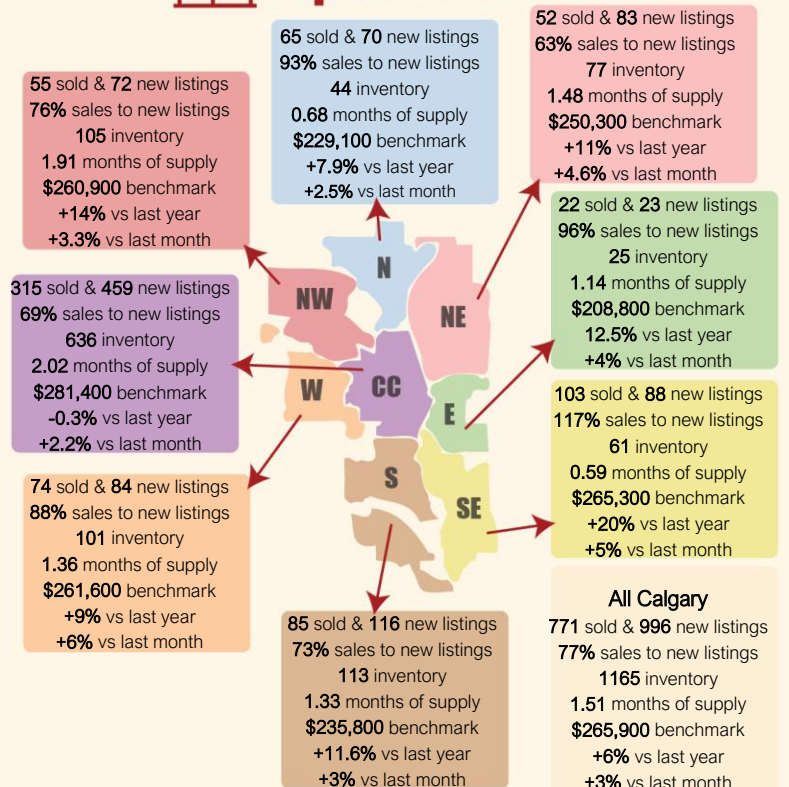 65 sold & 70 new listings
93% sales to new listings
44 inventory
0.68 months of supply
$229,100 benchmark
+7.9% vs last year
+2.5% vs last month
52 sold & 83 new listings
63% sales to new listings
77 inventory
1.48 months of supply
$250,300 benchmark
+11% vs last year
+4.6% vs last month
55 sold & 72 new listings
76% sales to new listings
105 inventory
1.91 months of supply
$260,900 benchmark
+14% vs last year
+3.3% vs last month
22 sold & 23 new listings
96% sales to new listings
25 inventory
1.14 months of supply
$208,800 benchmark
12.5% vs last year
+4% vs last month
N
NW
NE
W
CC
E
S
SE
315 sold & 459 new listings
69% sales to new listings
636 inventory
2.02 months of supply
$281,400 benchmark
-0.3% vs last year
+2.2% vs last month
103 sold & 88 new listings
117% sales to new listings
61 inventory
0.59 months of supply
$265,300 benchmark
+20% vs last year
+5% vs last month
74 sold & 84 new listings
88% sales to new listings
101 inventory
1.36 months of supply
$261,600 benchmark
+9% vs last year
+6% vs last month
85 sold & 116 new listings
73% sales to new listings
113 inventory
1.33 months of supply
$235,800 benchmark
+11.6% vs last year
+3% vs last month
All Calgary
771 sold & 996 new listings
77% sales to new listings
1165 inventory
1.51 months of supply
$265,900 benchmark
+6% vs last year
+3% vs last month